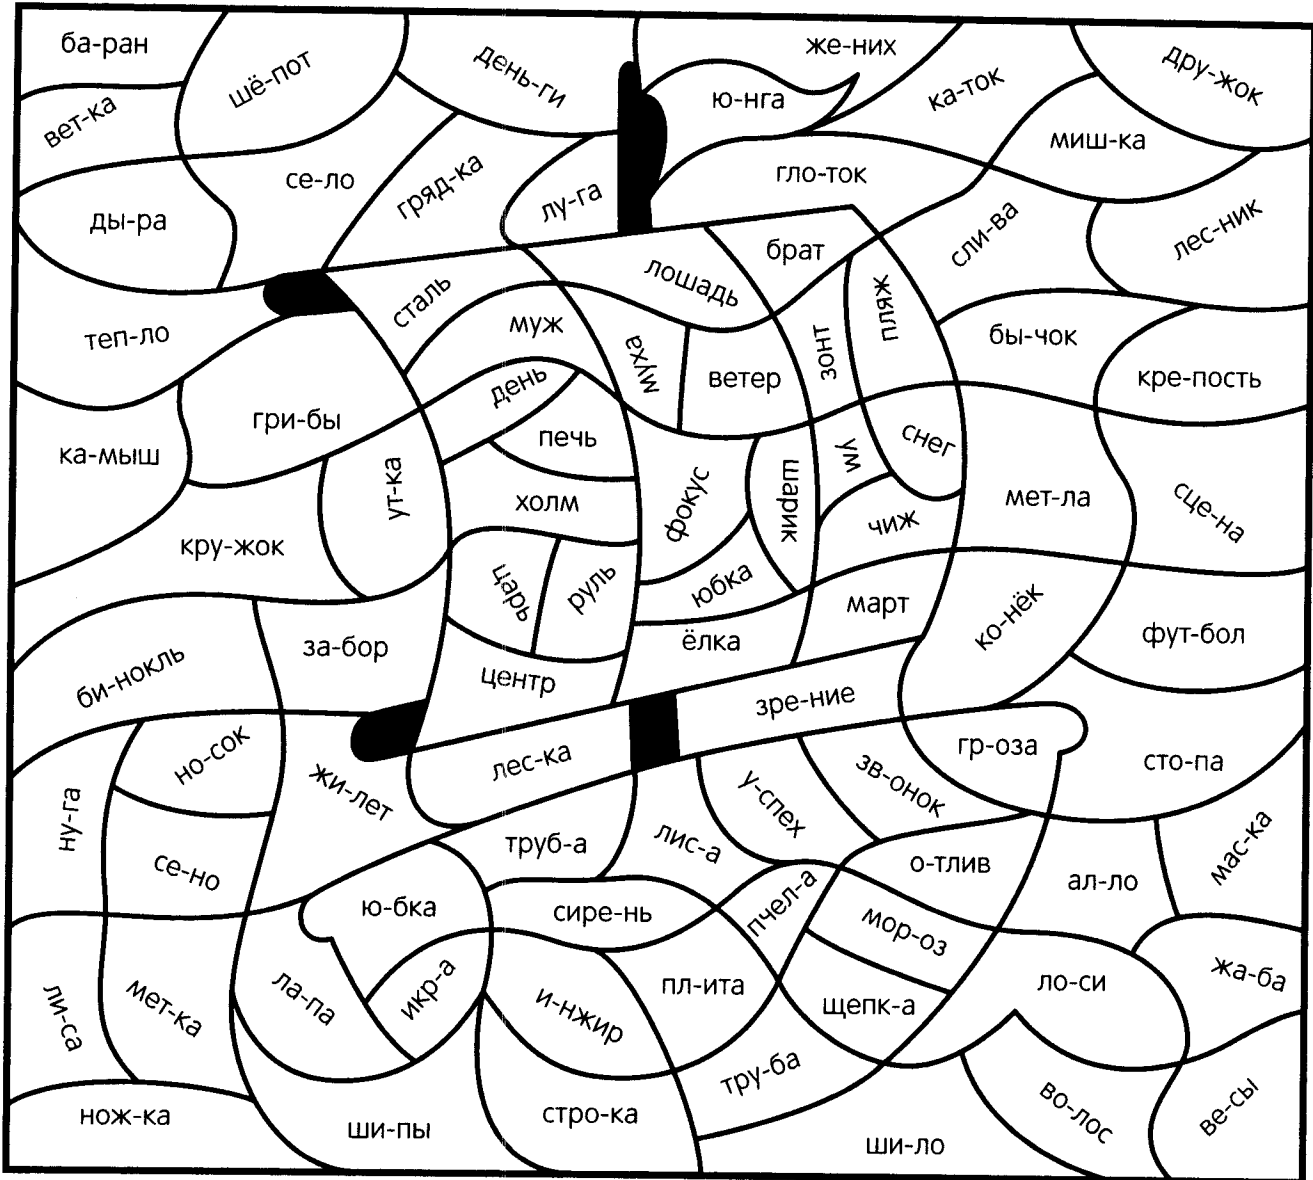 ба-ран
шё-пот
день-ги
же-них
дру-жок
вет-ка
ю-нга
ка-ток
миш-ка
се-ло
гряд-ка
лу-га
гло-ток
ды-ра
сли-ва
лес-ник
брат
лошадь
сталь
пляж
теп-ло
муж
муха
ветер
зонт
бы-чок
кре-пость
день
гри-бы
печь
снег
ка-мыш
ут-ка
холм
фокус
шарик
ум
чиж
мет-ла
сце-на
кру-жок
царь
руль
юбка
март
ко-нёк
фут-бол
за-бор
ёлка
би-нокль
центр
зре-ние
но-сок
лес-ка
гр-оза
сто-па
жи-лет
у-спех
зв-онок
ну-га
се-но
труб-а
лис-а
о-тлив
ал-ло
мас-ка
ю-бка
сире-нь
пчел-а
мор-оз
ли-са
мет-ка
ла-па
икр-а
и-нжир
пл-ита
щепк-а
ло-си
жа-ба
тру-ба
нож-ка
ши-пы
стро-ка
ши-ло
во-лос
ве-сы